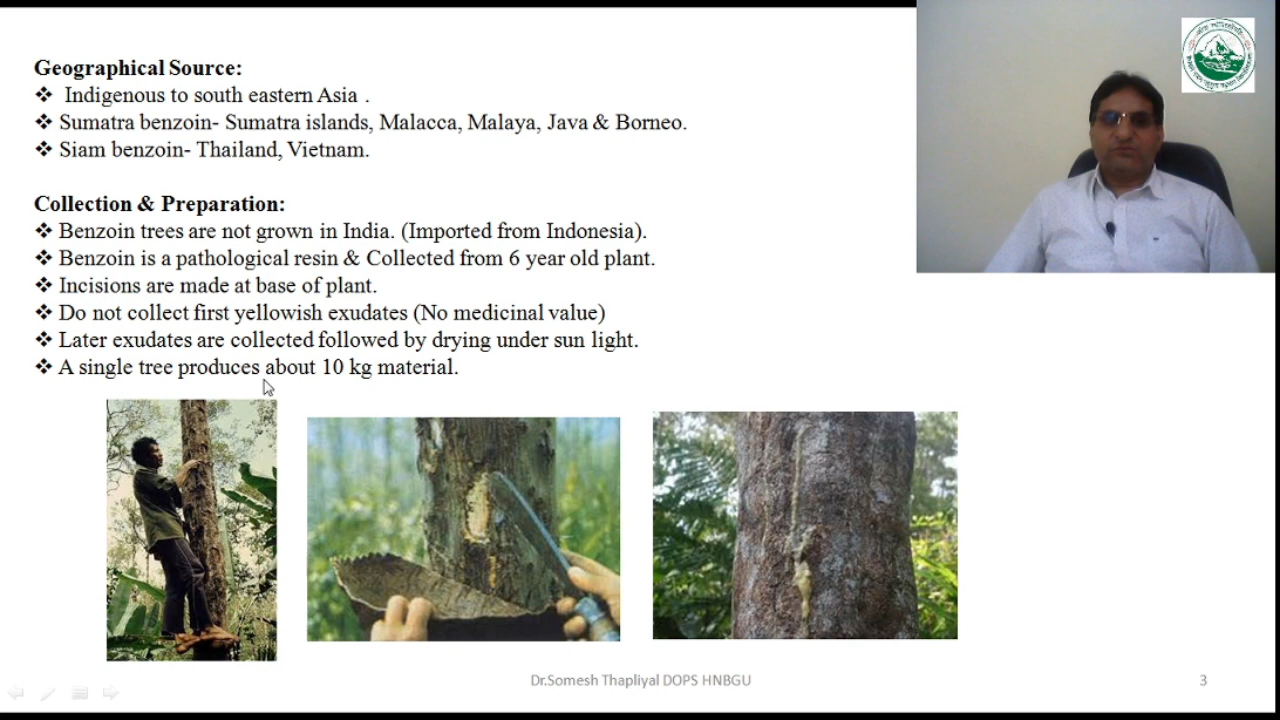 Geographical Source:
❖ Indigenous to south eastern Asia .
❖ Sumatra benzoin- Sumatra islands, Malacca, Malaya, Java & Borneo.
❖ Siam benzoin- Thailand, Vietnam.
Collection & Preparation:
❖ Benzoin trees are not grown in India. (Imported from Indonesia).
❖ Benzoin is a pathological resin & Collected from 6 year old plant.
❖ Incisions are made at base of plant.
❖ Do not collect first yellowish exudates (No medicinal value)
❖ Later exudates are collected followed by drying under sun light.
❖ A single tree produces about 10 kg material.
Dr.Somesh Thapliyal DOPS HNBGU
3